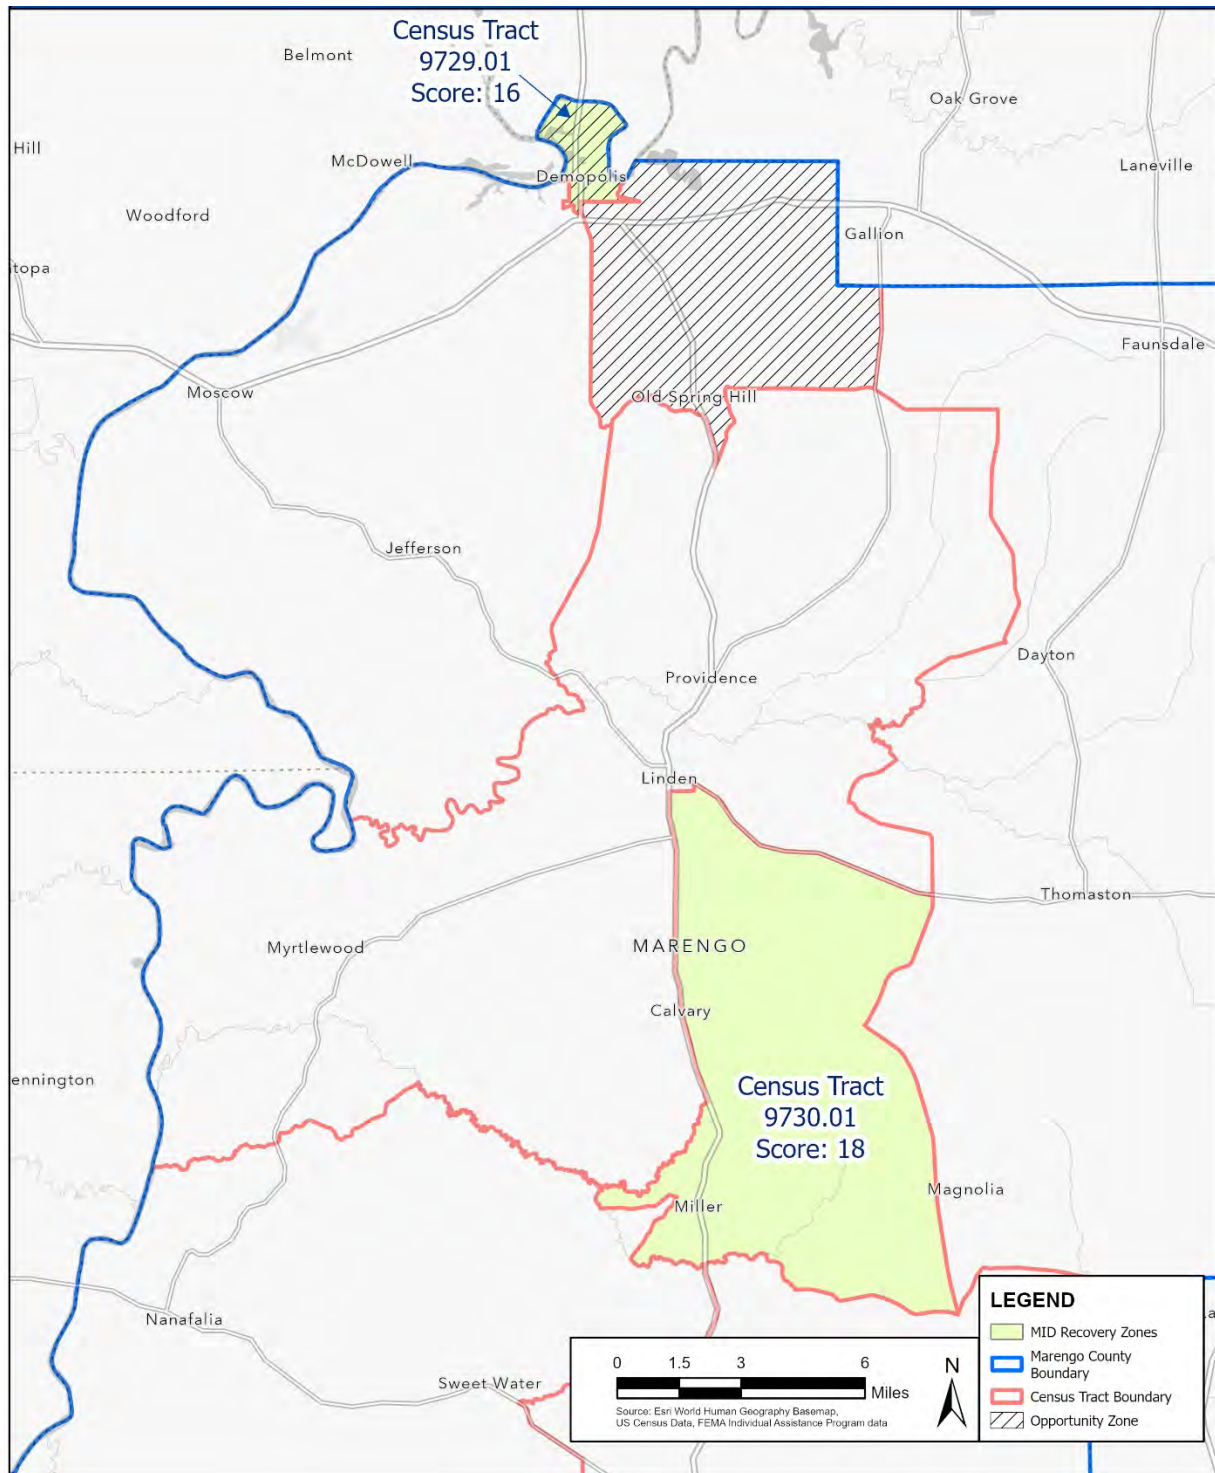 Census Tract
9729.01
Score: 16
Belmont
Oak Grove
Hill
McDowell
Laneville
Demopolis
Woodford
Gallion
itopa
Faunsdale
Moscow
Old Spring Hill
Jefferson
Dayton
Providence
Linden
Thomaston
Myrtlewood
MARENGO
Calvary
ennington
Census Tract
9730.01
Score: 18
Magnolia
Miller
Nanafalia
Sweet Water
LEGEND
MID Recovery Zones
Marengo County
Boundary
Census Tract Boundary
Opportunity Zone
0 1.5 3 6
Miles
N
Source: Esri World Human Geography Basemap,
US Census Data, FEMA Individual Assistance Program data